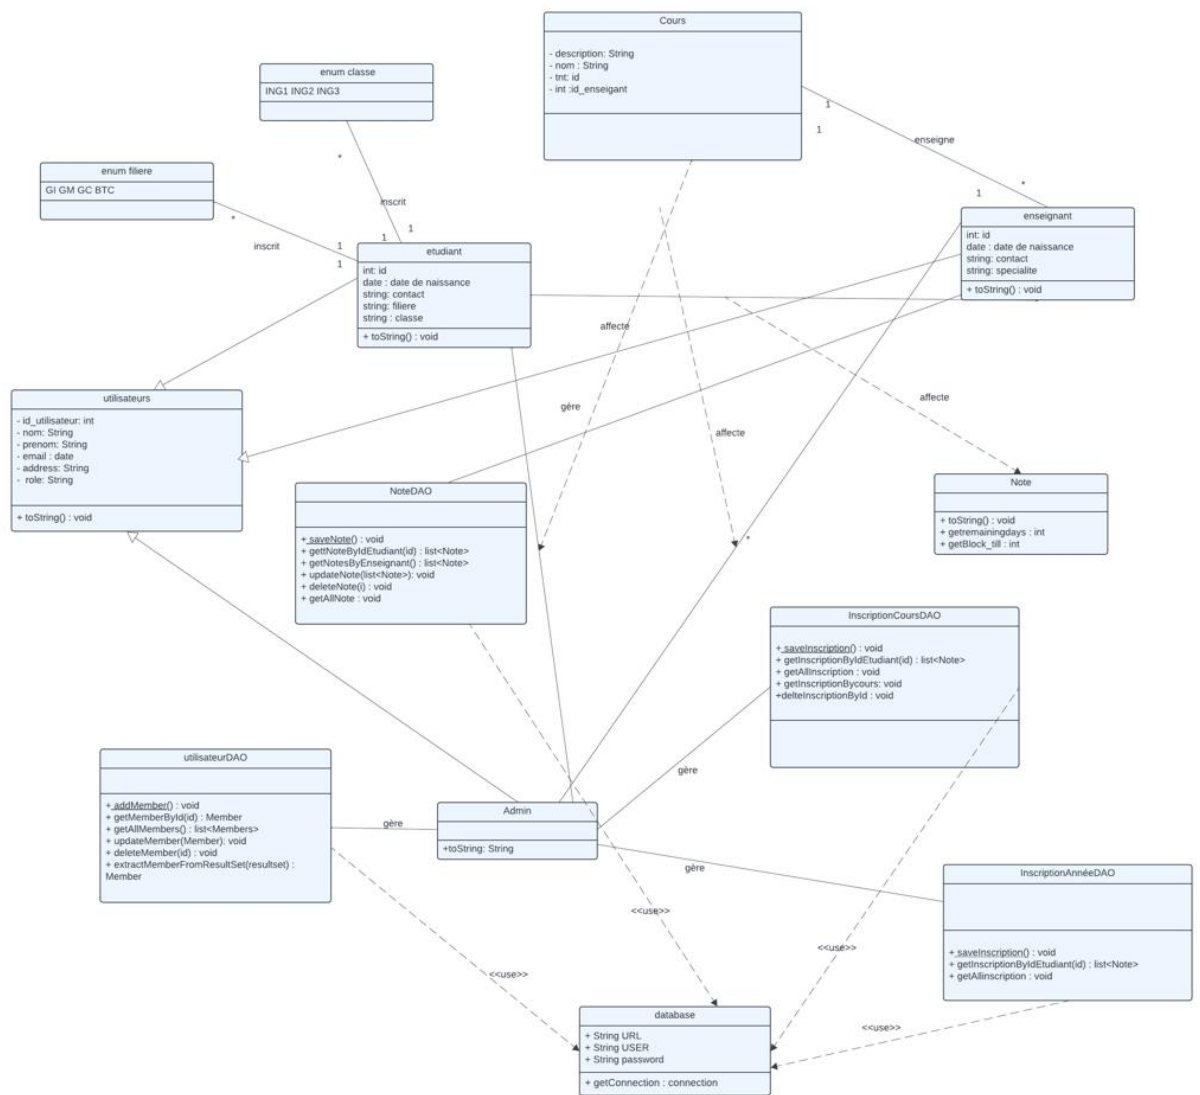 Cours
- description: String
- nom : String
- tnt: id
- int :id_enseigant
enum classe
ING1 ING2 ING3
enum filiere
GI GM GC BTC
1
1
enseigne
*
1
*
inscrit
1
1
*
inscrit
1
1
enseignant
int: id
date : date de naissance
string: contact
string: specialite
+ toString() : void
etudiant
int: id
date : date de naissance
string: contact
string: filiere
string : classe
+ toString() : void
affecte
gère
affecte
affecte
utilisateurs
- id_utilisateur: int
- nom: String
- prenom: String
- email : date
- address: String
- role: String
+ toString() : void
NoteDAO
+ saveNote() : void
+ gettNoteByIdEtudiant(id) : list<Note>
+ getNotesByEnseignant() : list<Note>
+ updateNote(list<Note>): void
+ deleteNote(i) : void
+ getAllNote : void
*
Note
+ toString() : void
+ getremainingdays : int
+ getBlock_till : int
InscriptionCoursDAO
+ saveInscription() : void
+ getInscriptionByIdEtudiant(id) : list<Note>
+ getAllInscription : void
+ getInscriptionBycours: void
+delteInscriptionById : void
gère
utilisateurDAO
+ addMember() : void
+ getMemberById(id) : Member
+ getAllMembers() : list<Members>
+ updateMember(Member): void
+ deleteMember(id) : void
+ extractMemberFromResultSet(resultset) :
Member
gère
Admin
+toString: String
gère
InscriptionAnnéeDAO
+ saveInscription() : void
+ getInscriptionByIdEtudiant(id) : list<Note>
+ getAllinscription : void
<<use>>
<<use>>
<<use>>
<<use>>
database
+ String URL
+ String USER
+ String password
+ getConnection : connection